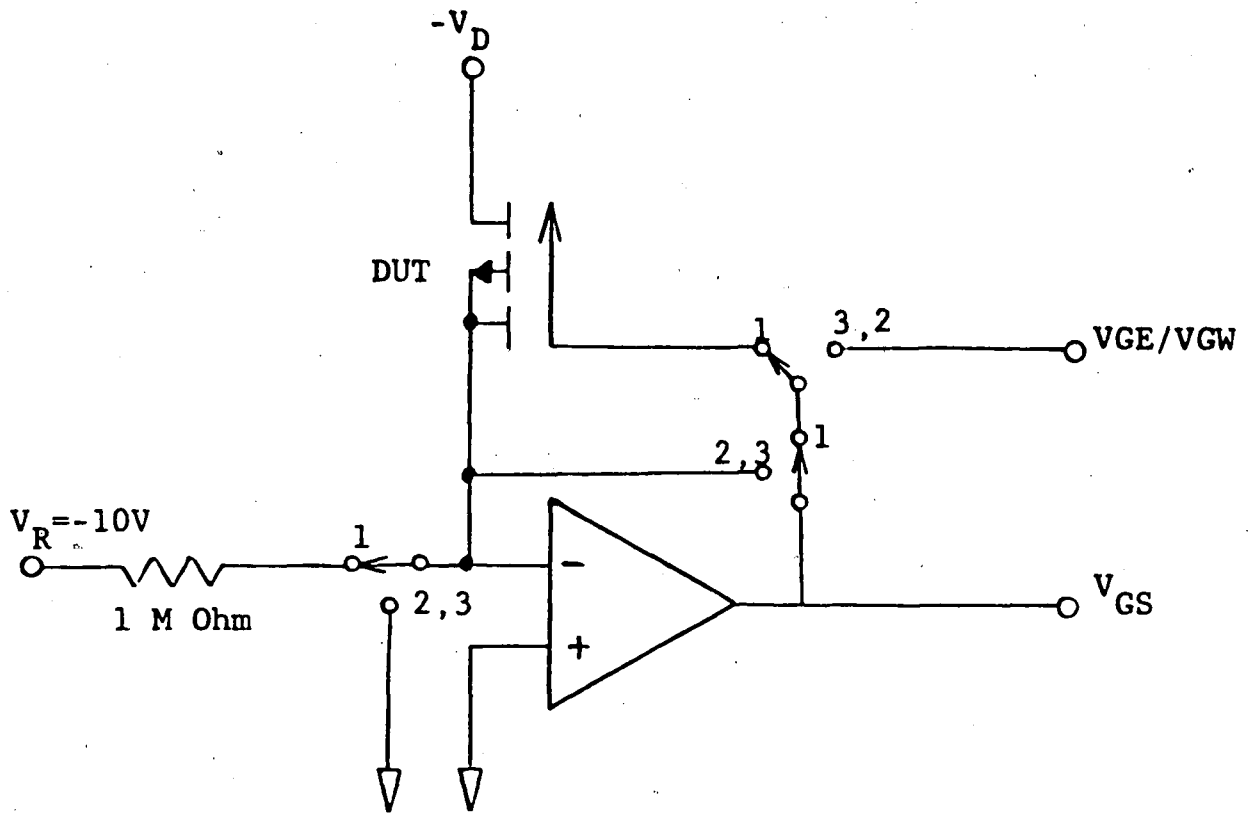 -V_D
DUT
1
3,2
VGE/VGW
1
2,3
V_R=-10V
1
-
V_GS
2,3
1 M Ohm
+